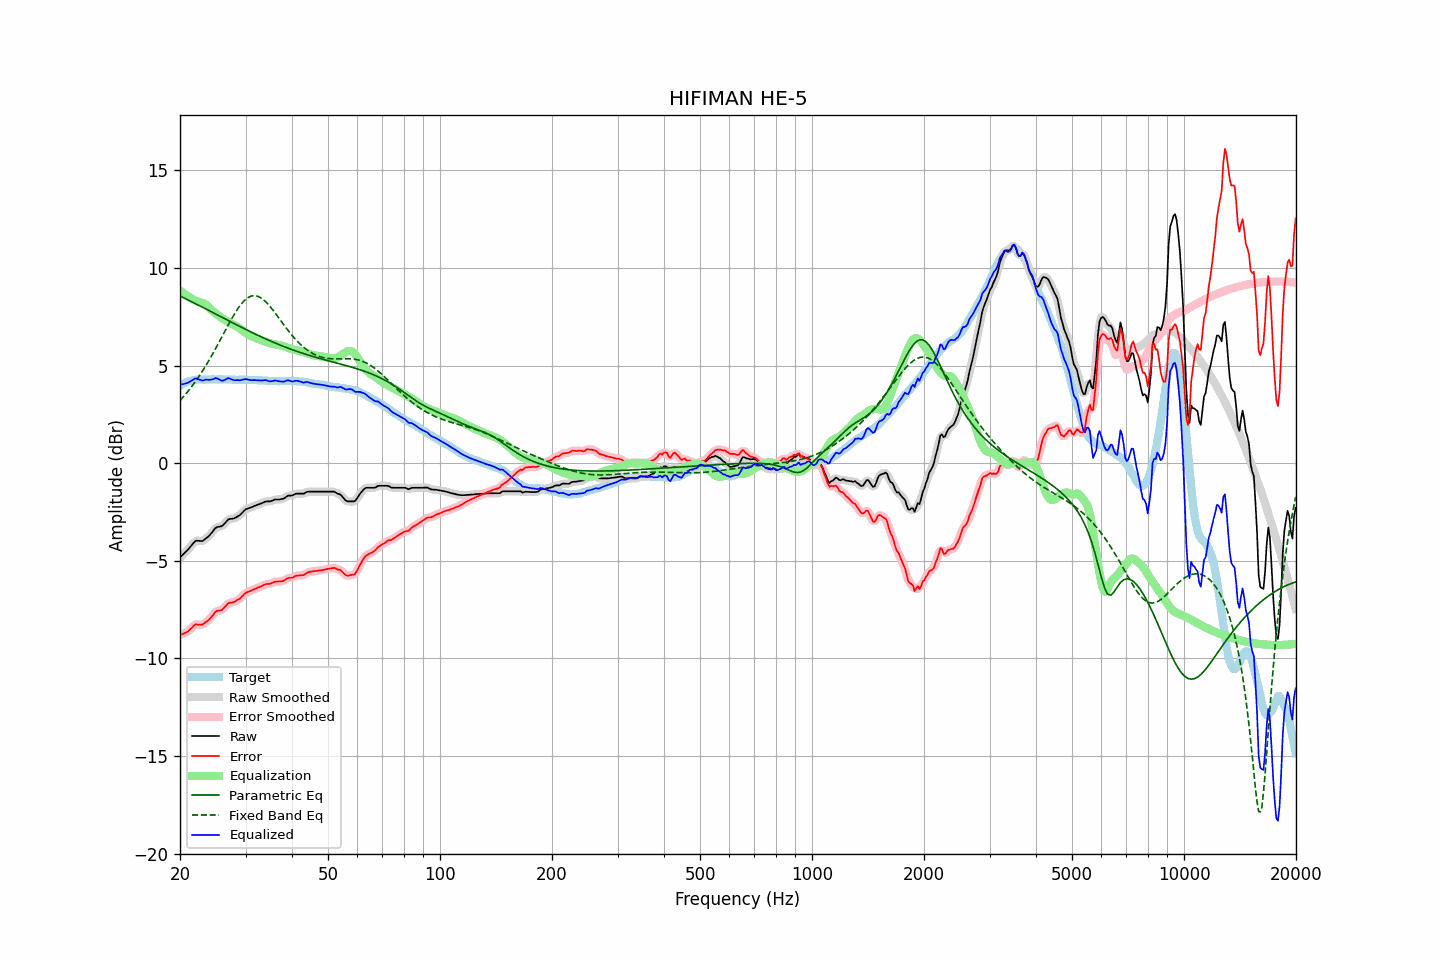 HIFIMAN HE-5
Amplitude (dBr)
15
10
5
0
−5
−10
−15
−20
Target
Raw Smoothed
Error Smoothed
Raw
Error
Equalization
Parametric Eq
Fixed Band Eq
Equalized
20 50 100 200 500 1000 2000 5000 10000 20000
Frequency (Hz)